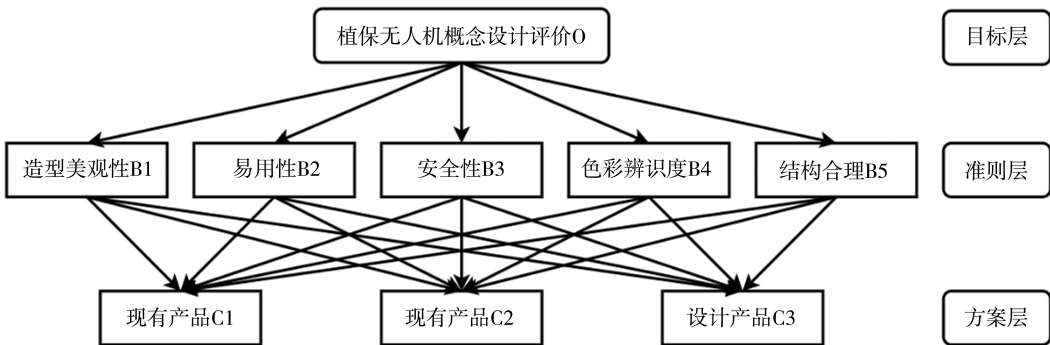 植保无人机概念设计评价O
目标层
造型美观性B1
易用性B2
安全性B3
色彩辨识度B4
结构合理B5
准则层
现有产品C1
现有产品C2
设计产品C3
方案层